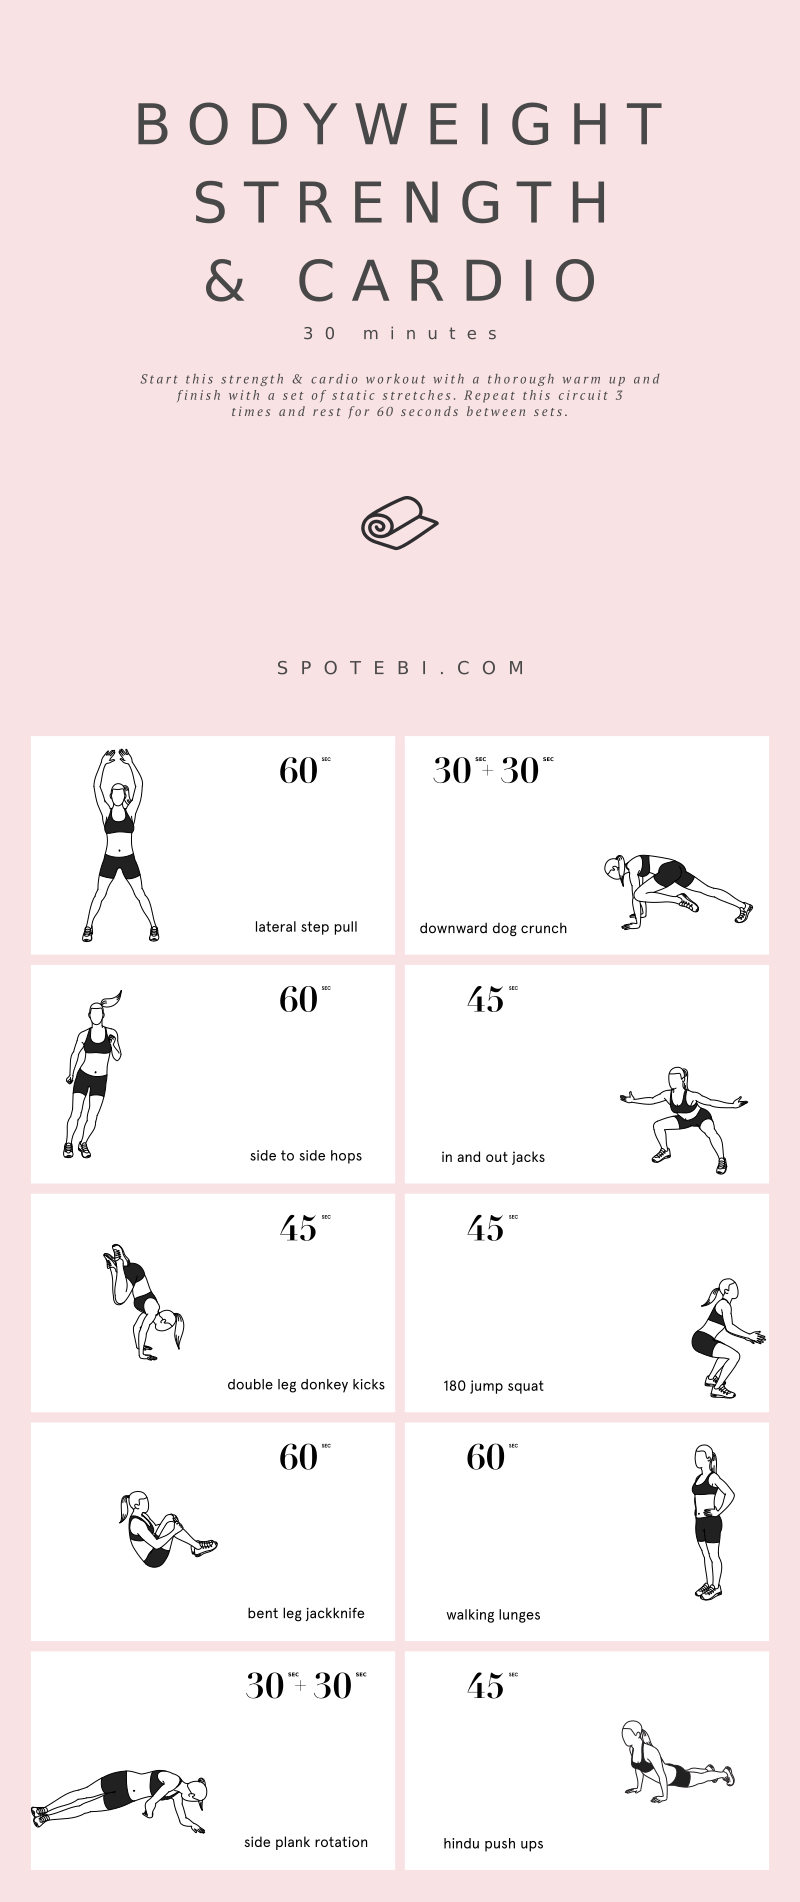 BODYWEIGHT
STRENGTH
& CARDIO
30 minutes
Start this strength & cardio workout with a thorough warm up and
finish with a set of static stretches. Repeat this circuit 3
times and rest for 60 seconds between sets.
SPOTEBI.COM
60 SEC
lateral step pull
30 SEC + 30 SEC
downward dog crunch
60 SEC
side to side hops
45 SEC
in and out jacks
45 SEC
double leg donkey kicks
45 SEC
180 jump squat
60 SEC
bent leg jackknife
60 SEC
walking lunges
30 SEC + 30 SEC
side plank rotation
45 SEC
hindu push ups